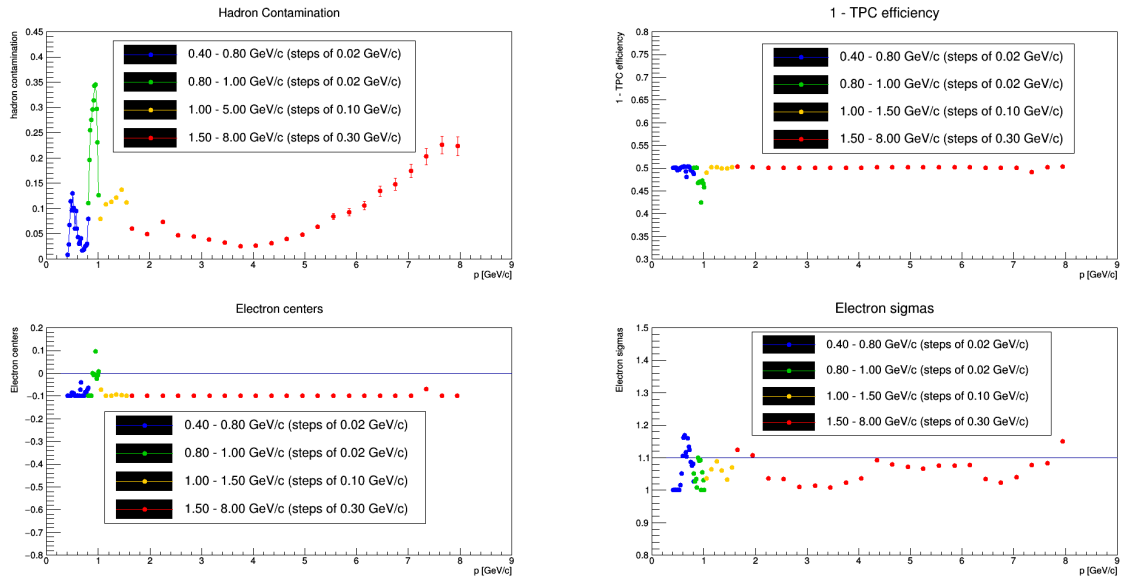 Hadron Contamination
hadron contamination
0.45
0.4
0.35
0.3
0.25
0.2
0.15
0.1
0.05
0
0.40 - 0.80 GeV/c (steps of 0.02 GeV/c)
0.80 - 1.00 GeV/c (steps of 0.02 GeV/c)
1.00 - 5.00 GeV/c (steps of 0.10 GeV/c)
1.50 - 8.00 GeV/c (steps of 0.30 GeV/c)
0 1 2 3 4 5 6 7 8 9
p [GeV/c]
1 - TPC efficiency
1 - TPC efficiency
0.8
0.75
0.7
0.65
0.6
0.55
0.5
0.45
0.4
0.35
0.3
0.40 - 0.80 GeV/c (steps of 0.02 GeV/c)
0.80 - 1.00 GeV/c (steps of 0.02 GeV/c)
1.00 - 1.50 GeV/c (steps of 0.10 GeV/c)
1.50 - 8.00 GeV/c (steps of 0.30 GeV/c)
0 1 2 3 4 5 6 7 8 9
p [GeV/c]
Electron centers
Electron centers
0.2
0.1
0
−0.1
−0.2
−0.3
−0.4
−0.5
−0.6
−0.7
−0.8
0.40 - 0.80 GeV/c (steps of 0.02 GeV/c)
0.80 - 1.00 GeV/c (steps of 0.02 GeV/c)
1.00 - 1.50 GeV/c (steps of 0.10 GeV/c)
1.50 - 8.00 GeV/c (steps of 0.30 GeV/c)
0 1 2 3 4 5 6 7 8 9
p [GeV/c]
Electron sigmas
Electron sigmas
1.5
1.4
1.3
1.2
1.1
1
0.9
0.8
0.40 - 0.80 GeV/c (steps of 0.02 GeV/c)
0.80 - 1.00 GeV/c (steps of 0.02 GeV/c)
1.00 - 1.50 GeV/c (steps of 0.10 GeV/c)
1.50 - 8.00 GeV/c (steps of 0.30 GeV/c)
0 1 2 3 4 5 6 7 8 9
p [GeV/c]